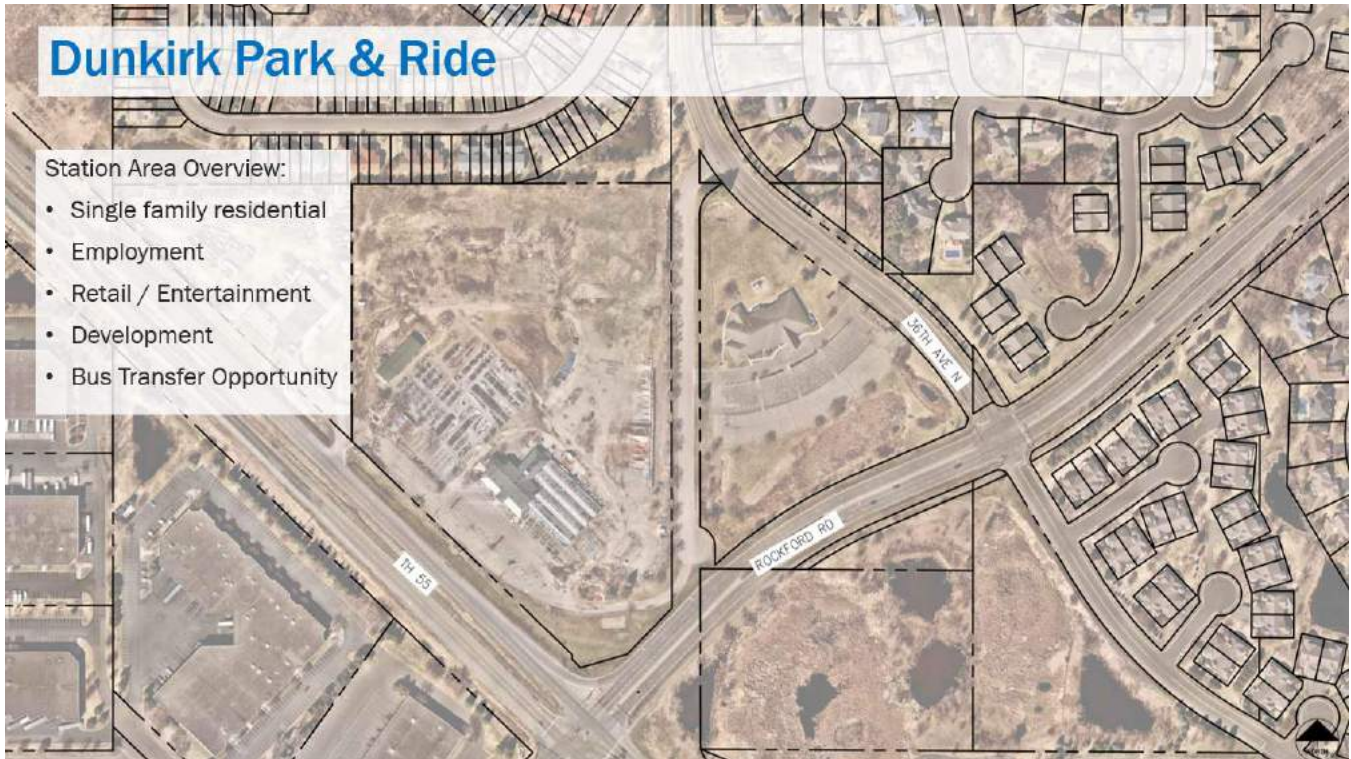 Dunkirk Park & Ride
Station Area Overview:
• Single family residential
• Employment
• Retail / Entertainment
• Development
• Bus Transfer Opportunity
36TH AVE N
ROCKFORD RD
TH 55